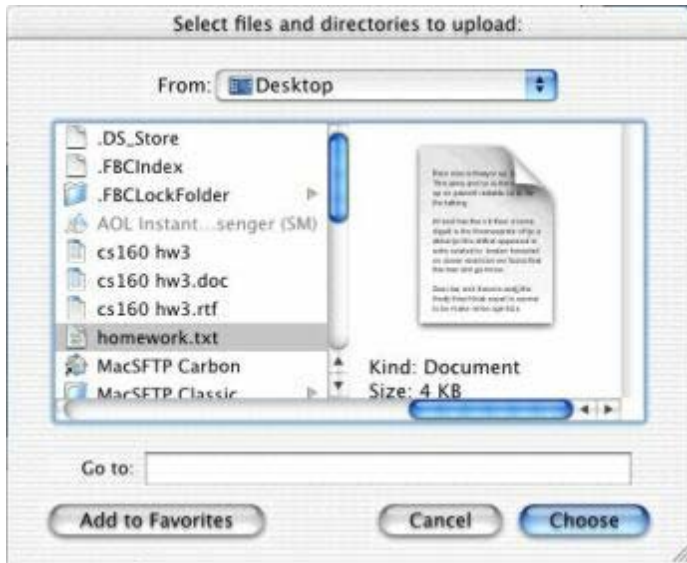 Select files and directories to upload:
From: Desktop
.DS_Store
.FBCIndex
.FBCLockFolder
AOL Instant...senger (SM)
cs160 hw3
cs160 hw3.doc
cs160 hw3.rtf
homework.txt
MacSFTP Carbon
MacSFTP Classic
Kind: Document
Size: 4 KB
Go to:
Add to Favorites
Cancel
Choose